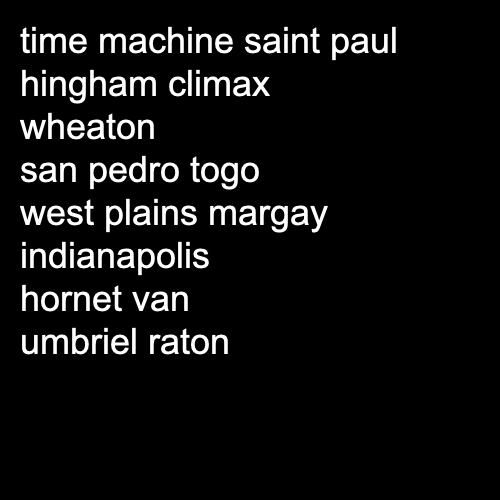 time machine saint paul
hingham climax
wheaton
san pedro togo
west plains margay
indianapolis
hornet van
umbriel raton